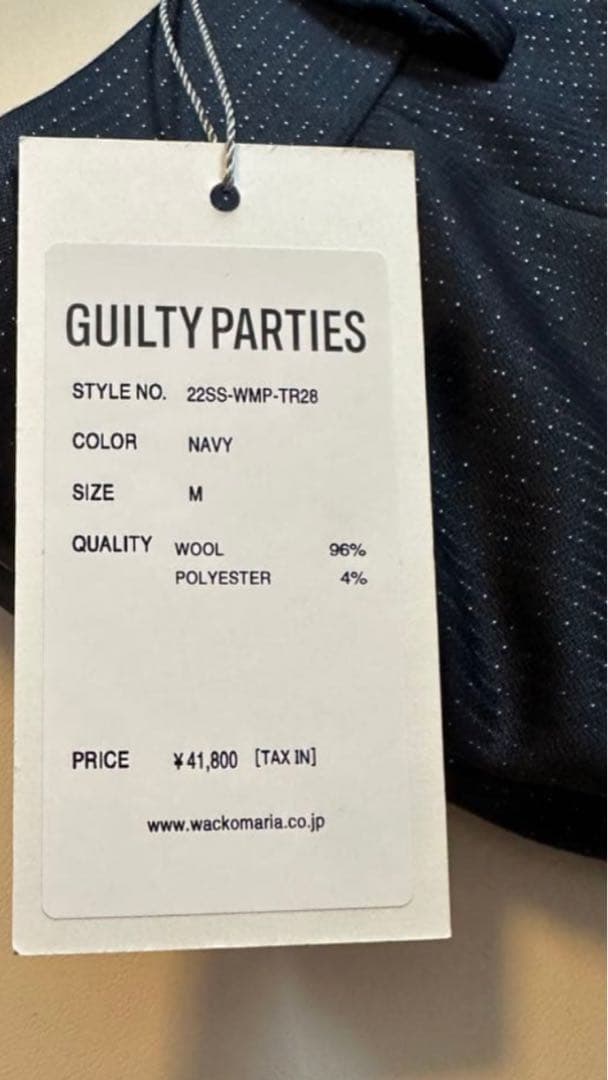 GUILTY PARTIES
STYLE NO. 22SS-WMP-TR28
COLOR NAVY
SIZE M
QUALITY WOOL 96%
POLYESTER 4%
PRICE ¥41,800 [TAX IN]
www.wackomaria.co.jp